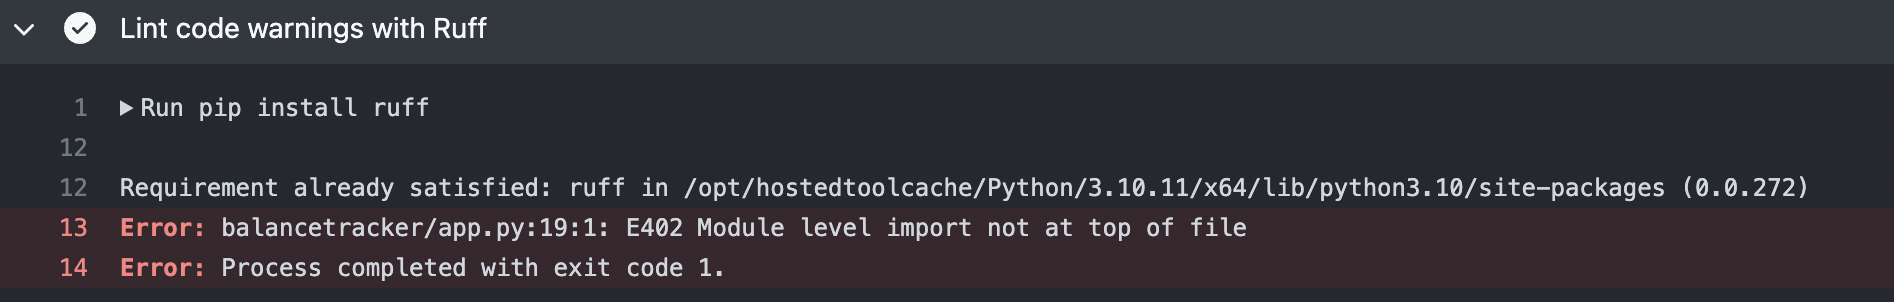 Lint code warnings with Ruff
1 ▶ Run pip install ruff
12
12 Requirement already satisfied: ruff in /opt/hostedtoolcache/Python/3.10.11/x64/lib/python3.10/site-packages (0.0.272)
13 Error: balancetracker/app.py:19:1: E402 Module level import not at top of file
14 Error: Process completed with exit code 1.